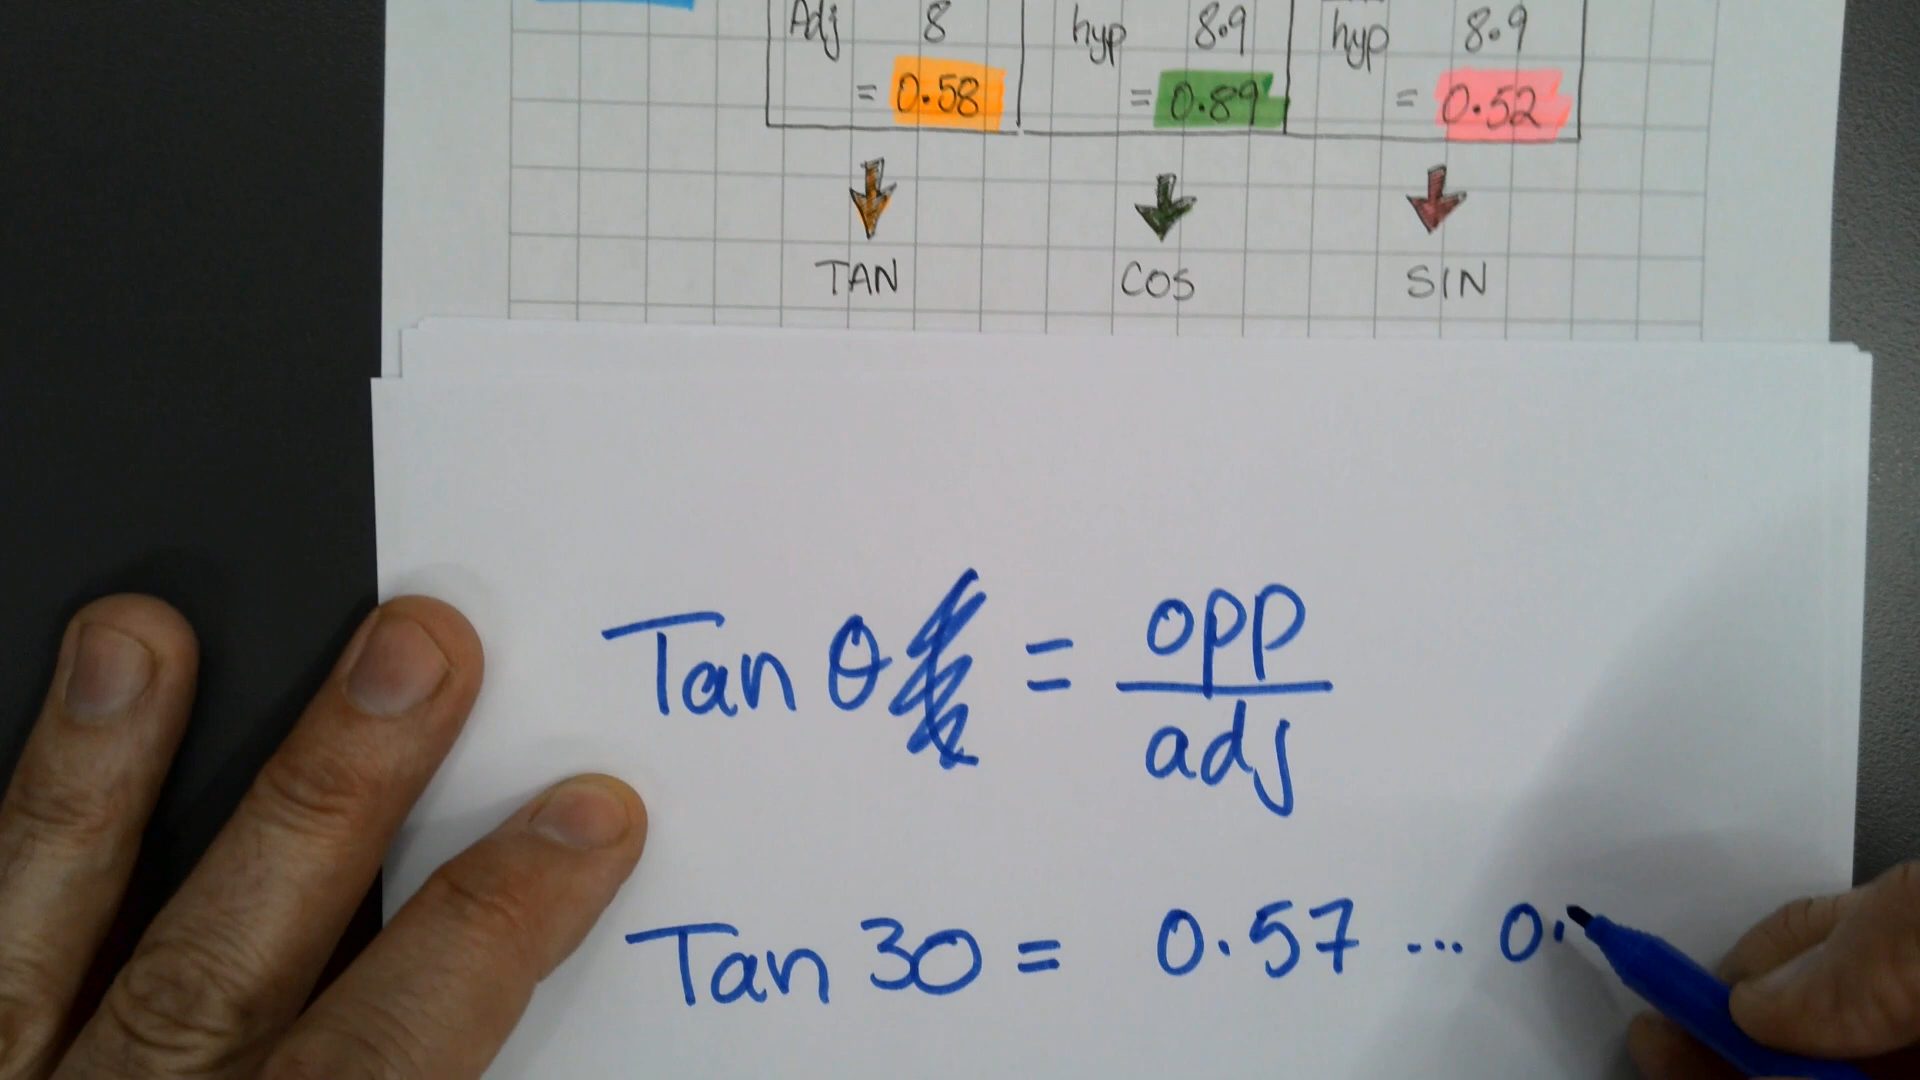 Adj 8 hyp 8.9 hyp 8.9
= 0.58 = 0.89 = 0.52
TAN COS SIN
Tan θ = opp
adj
Tan 30 = 0.57 ... 0.